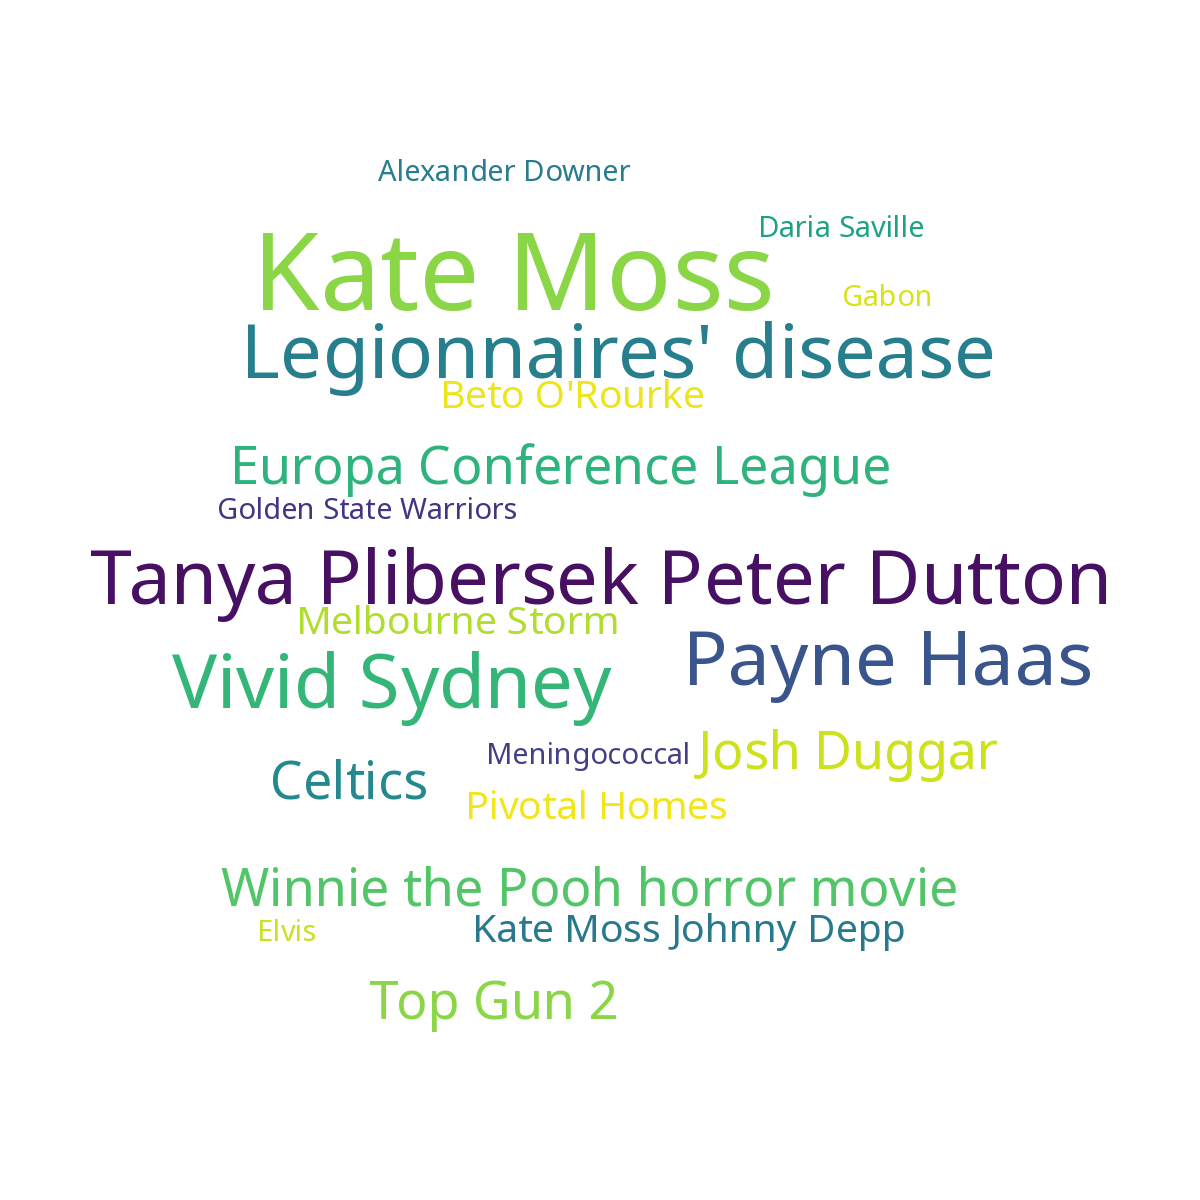 Alexander Downer
Daria Saville
Kate Moss
Gabon
Legionnaires' disease
Beto O'Rourke
Europa Conference League
Golden State Warriors
Tanya Plibersek Peter Dutton
Melbourne Storm
Payne Haas
Vivid Sydney
Josh Duggar
Meningococcal
Celtics
Pivotal Homes
Winnie the Pooh horror movie
Elvis
Kate Moss Johnny Depp
Top Gun 2